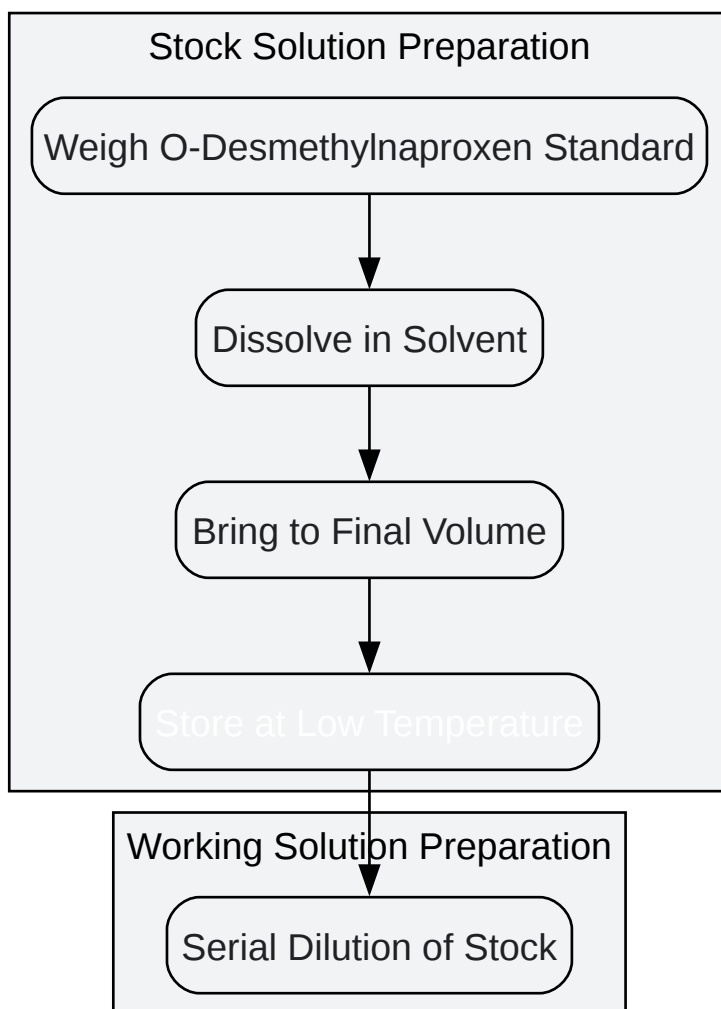 Stock Solution Preparation
Weigh O-Desmethylnaproxen Standard
Dissolve in Solvent
Bring to Final Volume
Store at Low Temperature
Working Solution Preparation
Serial Dilution of Stock